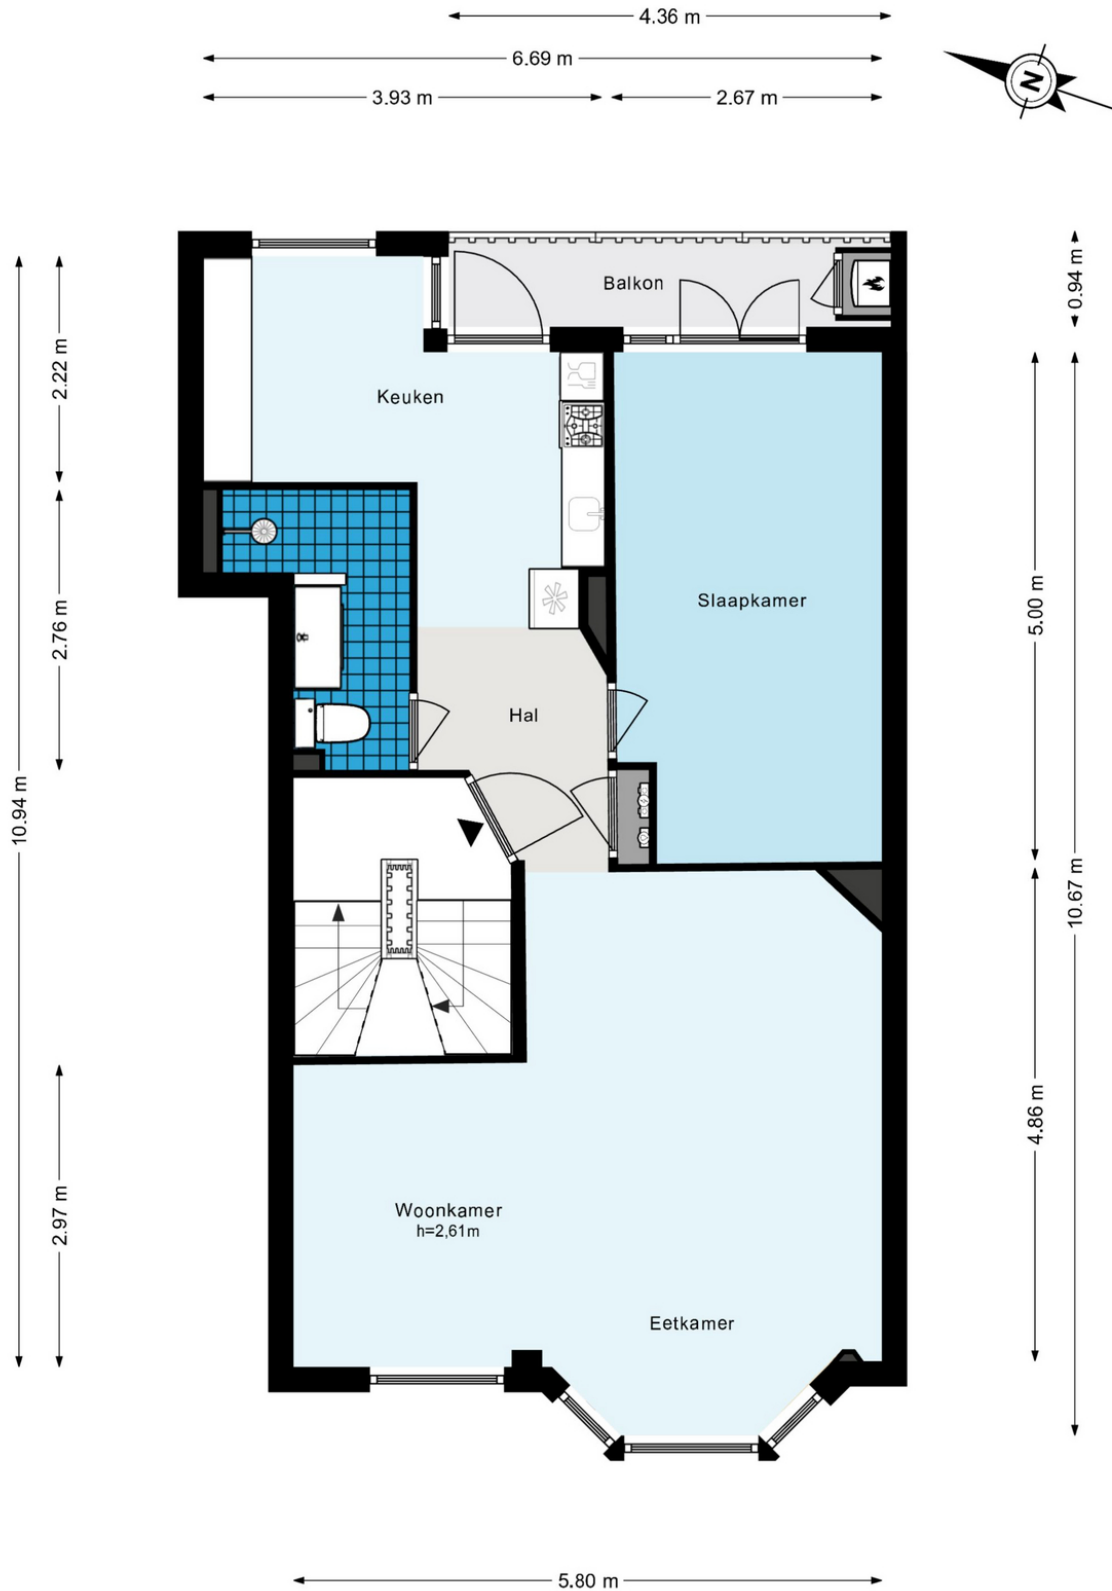 4.36 m
6.69 m
3.93 m
2.67 m
N
Balkon
0.94 m
2.22 m
Keuken
2.76 m
Slaapkamer
5.00 m
Hal
10.94 m
10.67 m
4.86 m
2.97 m
Woonkamer
h=2,61m
Eetkamer
5.80 m